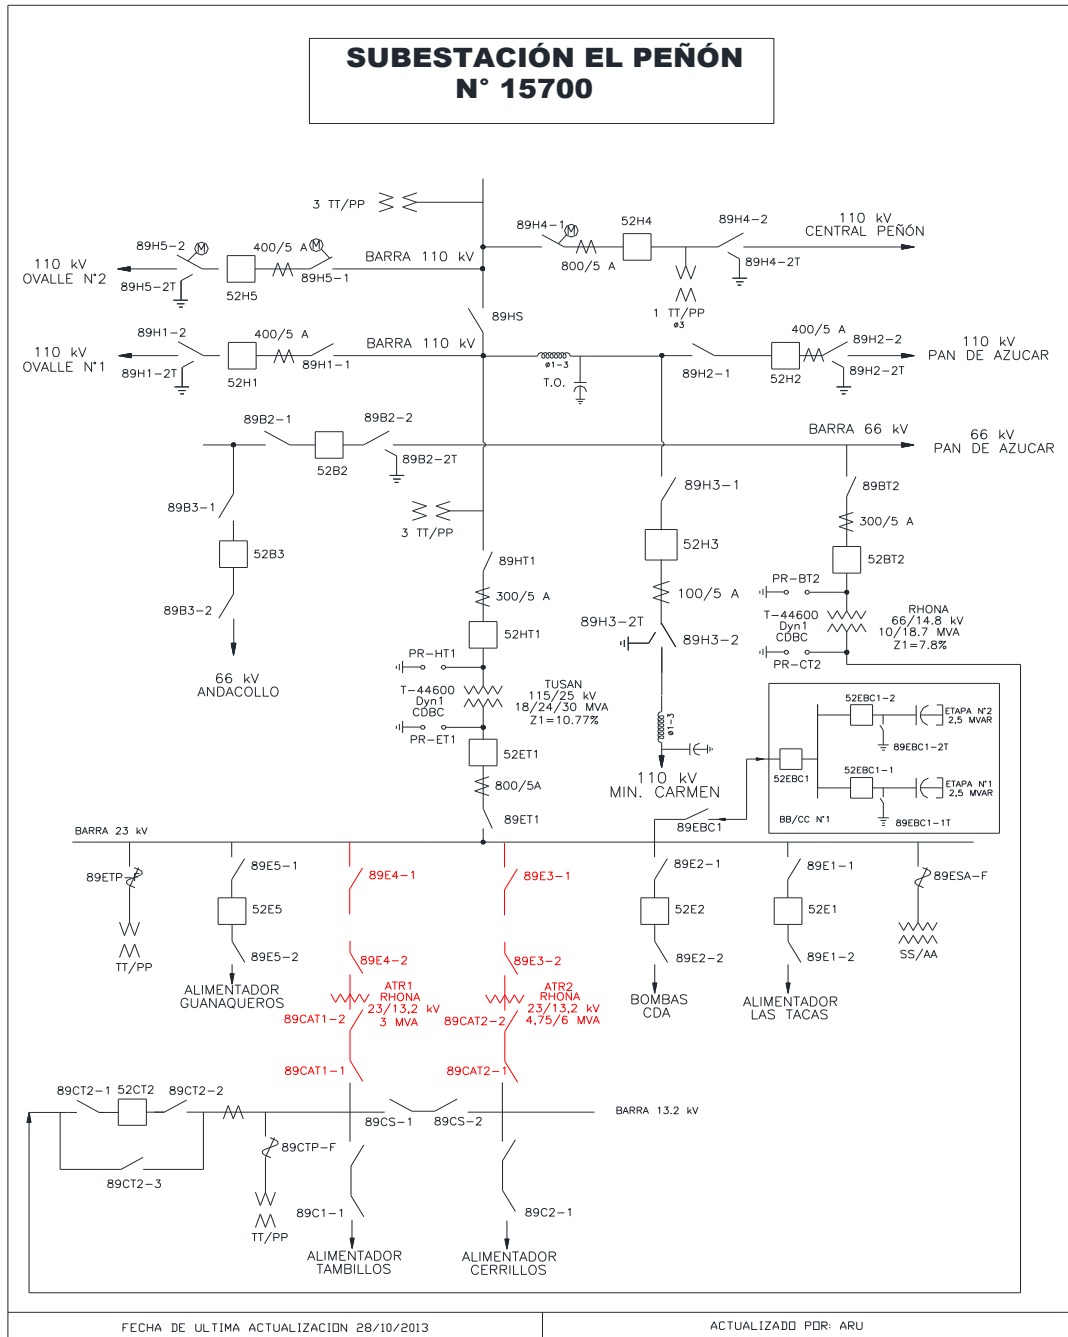 SUBESTACIÓN EL PEÑÓN
N° 15700
3 TT/PP
89H4-1
M
52H4
89H4-2
110 kV
CENTRAL PEÑÓN
800/5 A
89H4-2T
1 TT/PP
ø3
89H5-2
M
400/5 A
M
BARRA 110 kV
110 kV
OVALLE N°2
89H5-2T
52H5
89H5-1
89HS
89H1-2
400/5 A
BARRA 110 kV
110 kV
OVALLE N°1
89H1-2T
52H1
89H1-1
ø1-3
T.O.
89H2-1
400/5 A
52H2
89H2-2
89H2-2T
110 kV
PAN DE AZUCAR
89B2-1
89B2-2
52B2
89B2-2T
BARRA 66 kV
66 kV
PAN DE AZUCAR
89B3-1
52B3
89B3-2
66 kV
ANDACOLLO
3 TT/PP
89HT1
300/5 A
52HT1
PR-HT1
T-44600
Dyn1
CDBC
PR-ET1
TUSAN
115/25 kV
18/24/30 MVA
Z1=10.77%
52ET1
800/5A
89ET1
89H3-1
52H3
100/5 A
89H3-2T
89H3-2
ø1-3
110 kV
MIN. CARMEN
89BT2
300/5 A
52BT2
PR-BT2
T-44600
Dyn1
CDBC
PR-CT2
RHONA
66/14.8 kV
10/18.7 MVA
Z1=7.8%
52EBC1-2
ETAPA N°2
2,5 MVAR
89EBC1-2T
52EBC1
52EBC1-1
ETAPA N°1
2,5 MVAR
BB/CC N°1
89EBC1-1T
89EBC1
BARRA 23 kV
89ETP-F
TT/PP
89E5-1
52E5
89E5-2
ALIMENTADOR
GUANAQUEROS
89E4-1
89E4-2
ATR1
RHONA
23/13,2 kV
3 MVA
89CAT1-2
89CAT1-1
89E3-1
89E3-2
ATR2
RHONA
23/13,2 kV
4,75/6 MVA
89CAT2-2
89CAT2-1
89E2-1
52E2
89E2-2
BOMBAS
CDA
89E1-1
52E1
89E1-2
ALIMENTADOR
LAS TACAS
89ESA-F
SS/AA
89CT2-1
52CT2
89CT2-2
89CT2-3
89CTP-F
TT/PP
89CS-1
89CS-2
BARRA 13.2 kV
89C1-1
ALIMENTADOR
TAMBILLOS
89C2-1
ALIMENTADOR
CERRILLOS
FECHA DE ULTIMA ACTUALIZACION 28/10/2013
ACTUALIZADO POR: ARU